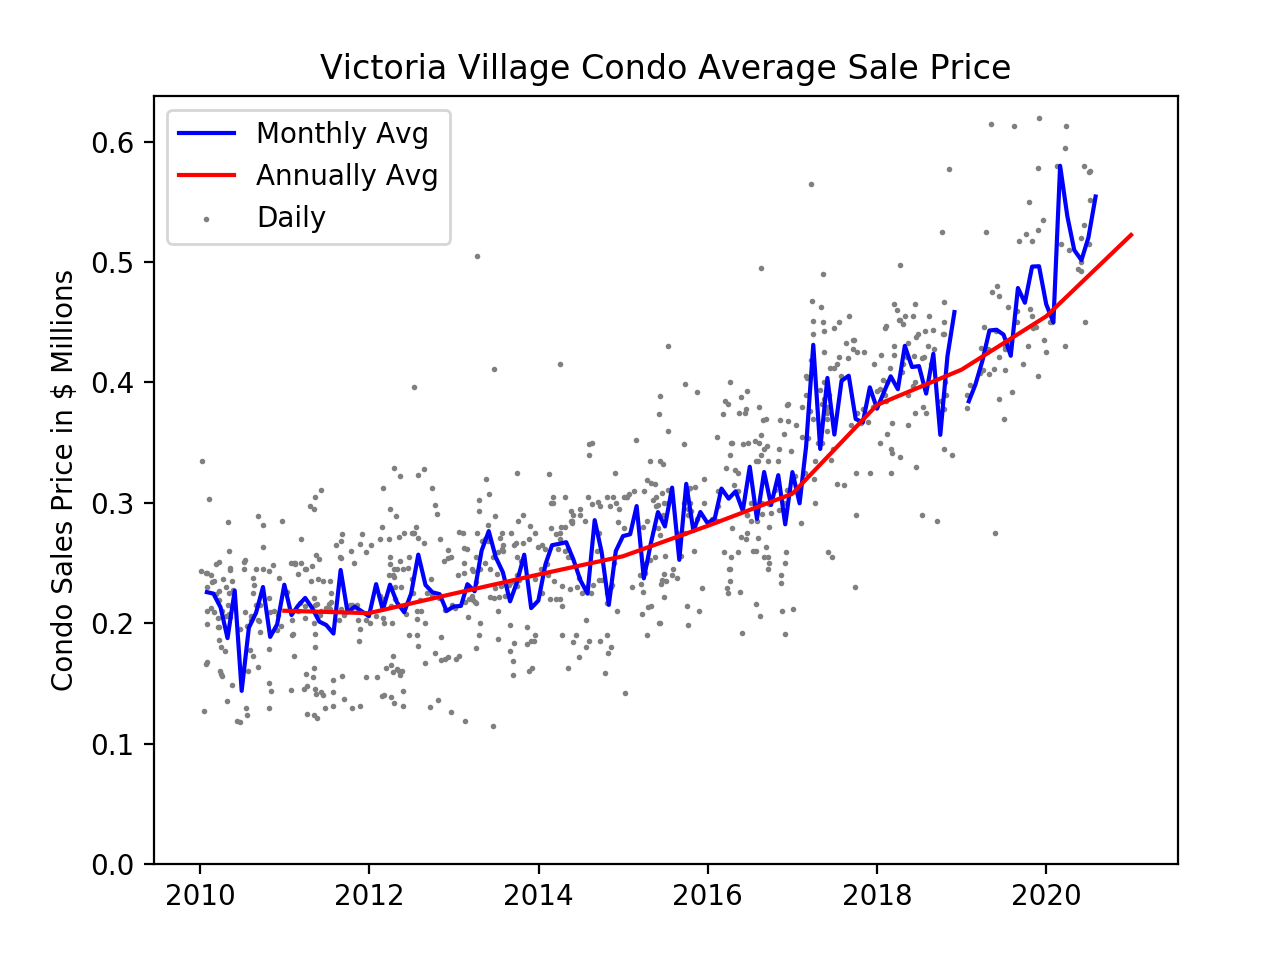 Victoria Village Condo Average Sale Price
Monthly Avg
Annually Avg
Daily
Condo Sales Price in $ Millions
0.6
0.5
0.4
0.3
0.2
0.1
0.0
2010 2012 2014 2016 2018 2020